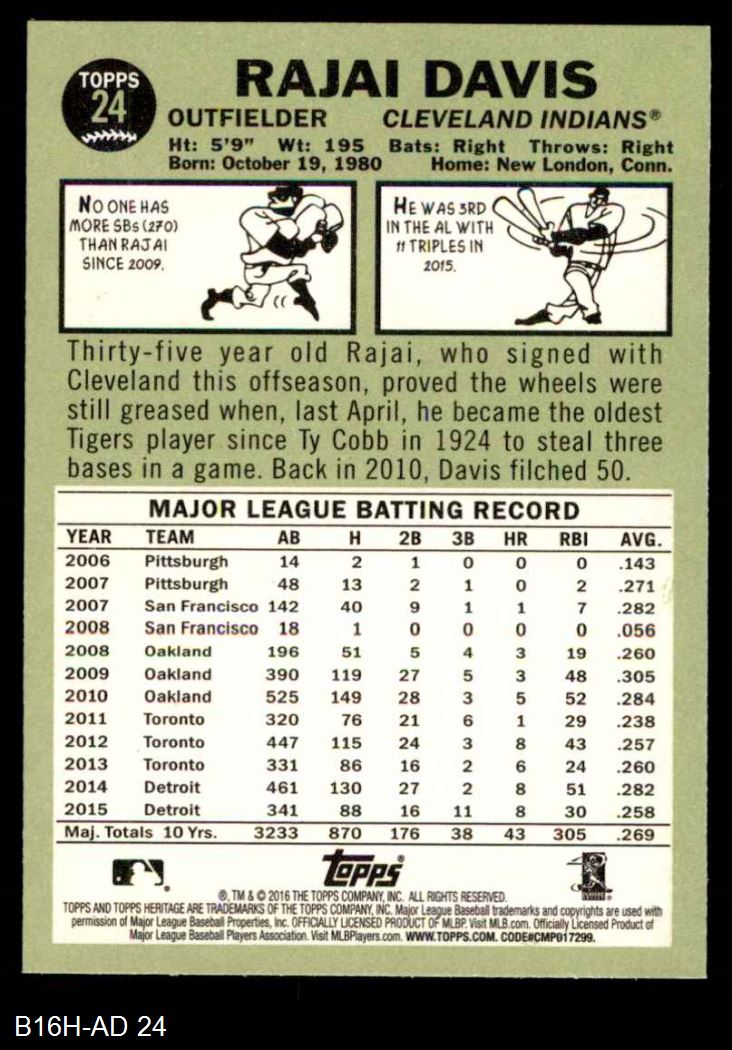 TOPPS
24
RAJAI DAVIS
OUTFIELDER CLEVELAND INDIANS®
Ht: 5'9" Wt: 195 Bats: Right Throws: Right
Born: October 19, 1980 Home: New London, Conn.
NO ONE HAS
MORE SBs (270)
THAN RAJAI
SINCE 2009.
HE WAS 3RD
IN THE AL WITH
11 TRIPLES IN
2015.
Thirty-five year old Rajai, who signed with
Cleveland this offseason, proved the wheels were
still greased when, last April, he became the oldest
Tigers player since Ty Cobb in 1924 to steal three
bases in a game. Back in 2010, Davis filched 50.
MAJOR LEAGUE BATTING RECORD
YEAR TEAM AB H 2B 3B HR RBI AVG.
2006 Pittsburgh 14 2 1 0 0 0 .143
2007 Pittsburgh 48 13 2 1 0 2 .271
2007 San Francisco 142 40 9 1 1 7 .282
2008 San Francisco 18 1 0 0 0 0 .056
2008 Oakland 196 51 5 4 3 19 .260
2009 Oakland 390 119 27 5 3 48 .305
2010 Oakland 525 149 28 3 5 52 .284
2011 Toronto 320 76 21 6 1 29 .238
2012 Toronto 447 115 24 3 8 43 .257
2013 Toronto 331 86 16 2 6 24 .260
2014 Detroit 461 130 27 2 8 51 .282
2015 Detroit 341 88 16 11 8 30 .258
Maj. Totals 10 Yrs. 3233 870 176 38 43 305 .269
topps®
®, TM & © 2016 THE TOPPS COMPANY, INC. ALL RIGHTS RESERVED.
TOPPS AND TOPPS HERITAGE ARE TRADEMARKS OF THE TOPPS COMPANY, INC. Major League Baseball trademarks and copyrights are used with
permission of Major League Baseball Properties, Inc. OFFICIALLY LICENSED PRODUCT OF MLBP. Visit MLB.com. Officially Licensed Product of
Major League Baseball Players Association. Visit MLBPlayers.com. WWW.TOPPS.COM. CODE#CMP017299.
B16H-AD 24